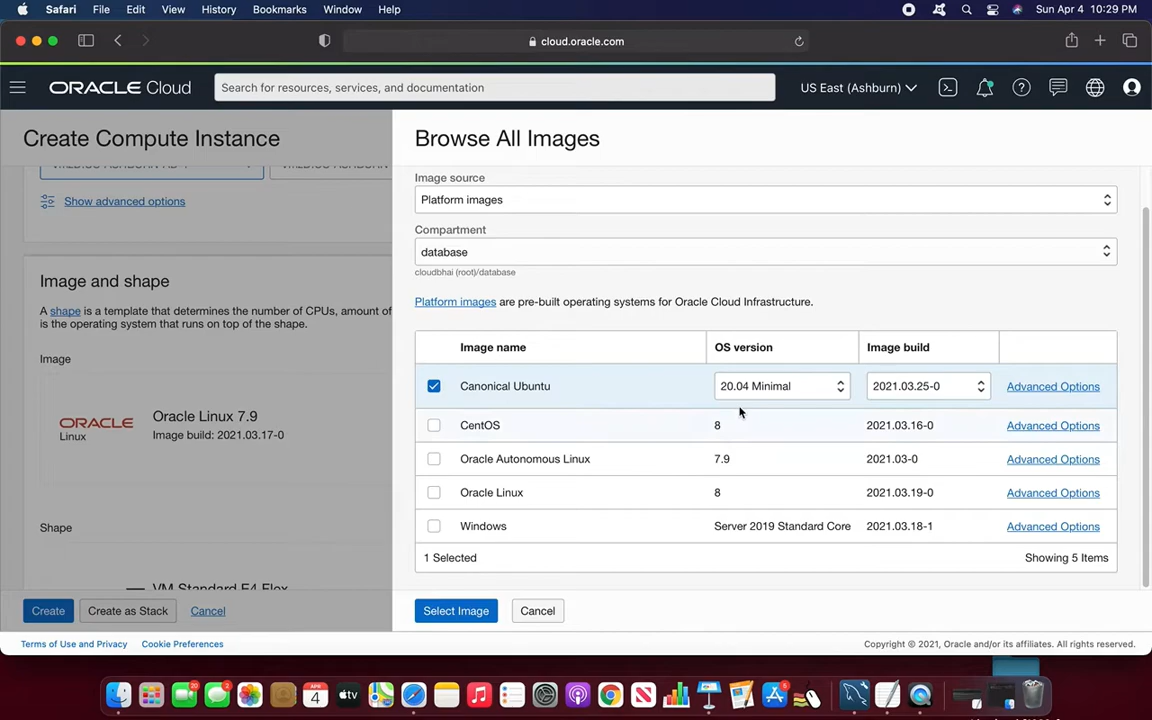 Safari File Edit View History Bookmarks Window Help Sun Apr 4 10:29 PM
cloud.oracle.com
ORACLE Cloud Search for resources, services, and documentation US East (Ashburn)
Create Compute Instance
Browse All Images
Show advanced options
Image source
Platform images
Compartment
database
cloudbhai (root)/database
Image and shape
A shape is a template that determines the number of CPUs, amount of
is the operating system that runs on top of the shape.
Platform images are pre-built operating systems for Oracle Cloud Infrastructure.
Image
ORACLE
Linux
Oracle Linux 7.9
Image build: 2021.03.17-0
Image name OS version Image build
Canonical Ubuntu 20.04 Minimal 2021.03.25-0 Advanced Options
CentOS 8 2021.03.16-0 Advanced Options
Oracle Autonomous Linux 7.9 2021.03-0 Advanced Options
Oracle Linux 8 2021.03.19-0 Advanced Options
Windows Server 2019 Standard Core 2021.03.18-1 Advanced Options
1 Selected Showing 5 Items
Shape
VM.Standard.E4.Flex
Create Create as Stack Cancel
Select Image Cancel
Terms of Use and Privacy Cookie Preferences Copyright © 2021, Oracle and/or its affiliates. All rights reserved.
APR
4
tv